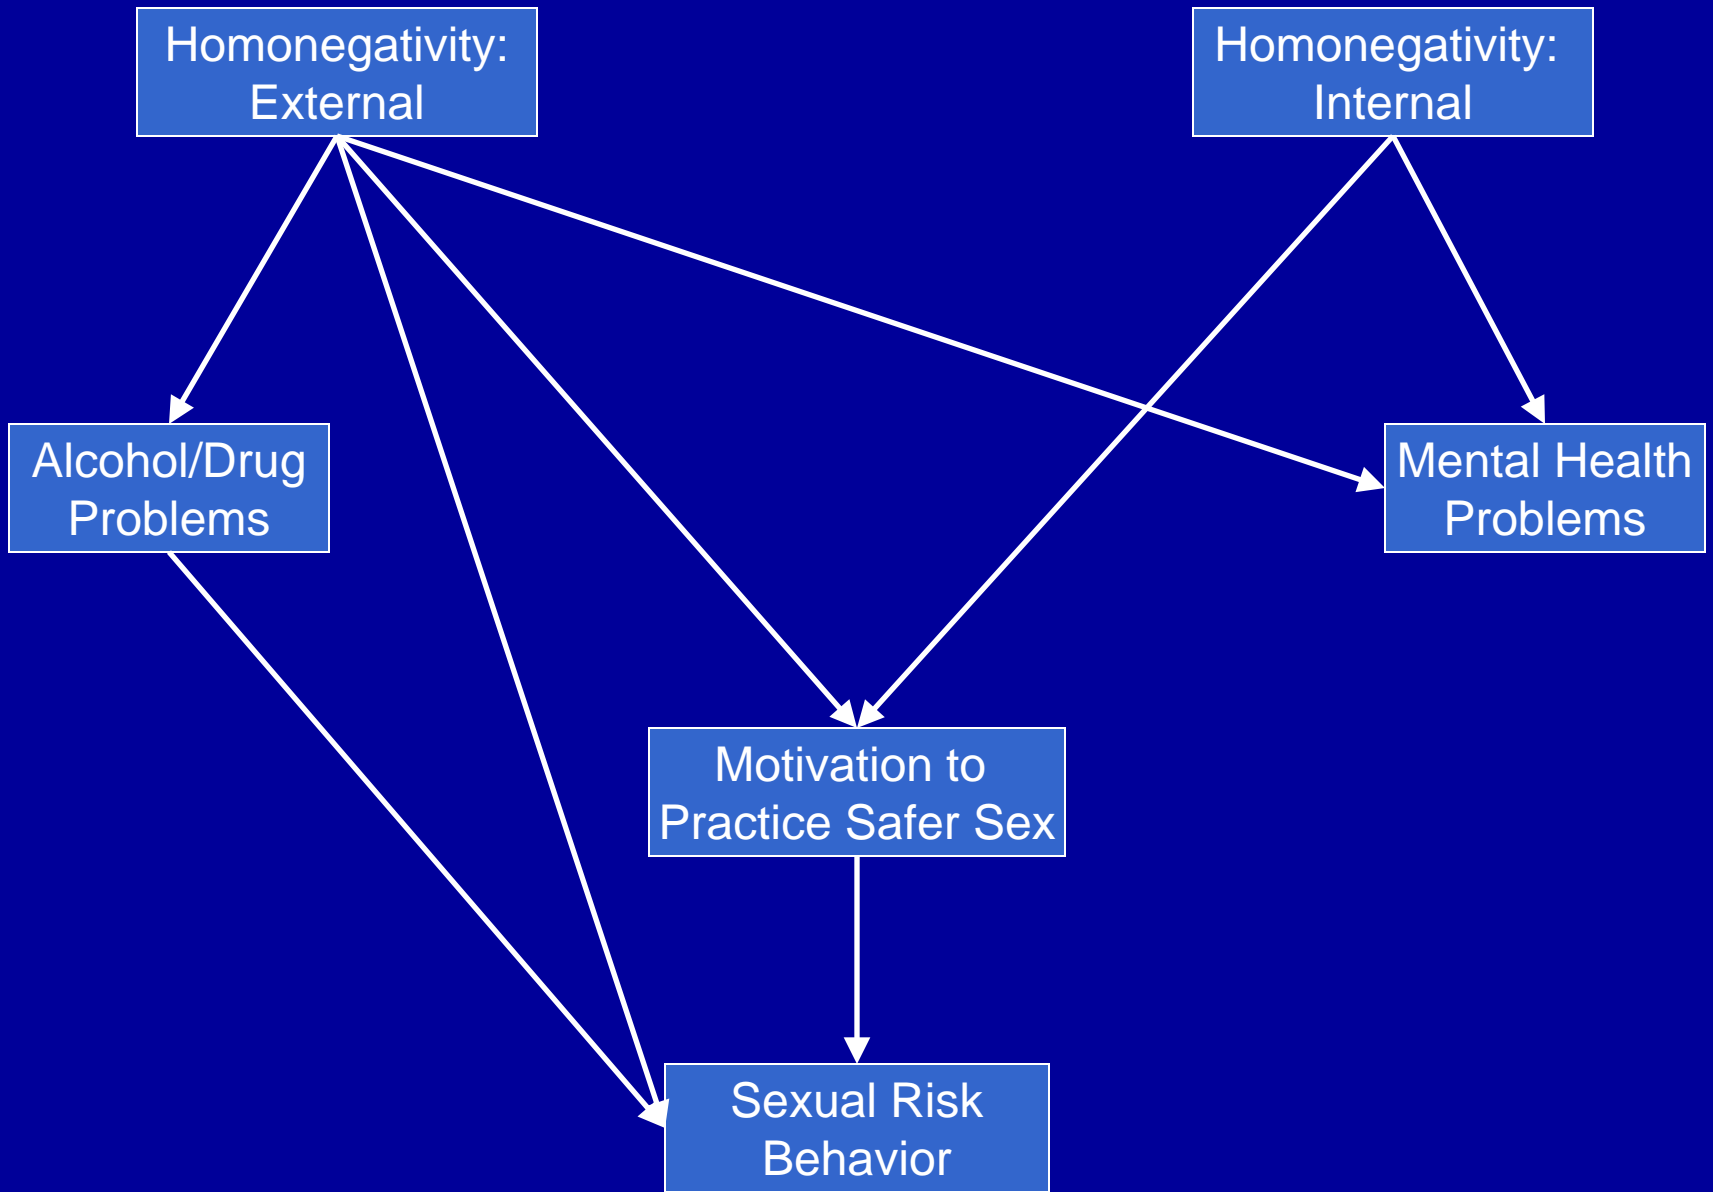 Homonegativity:
External
Homonegativity:
Internal
Alcohol/Drug
Problems
Mental Health
Problems
Motivation to
Practice Safer Sex
Sexual Risk
Behavior